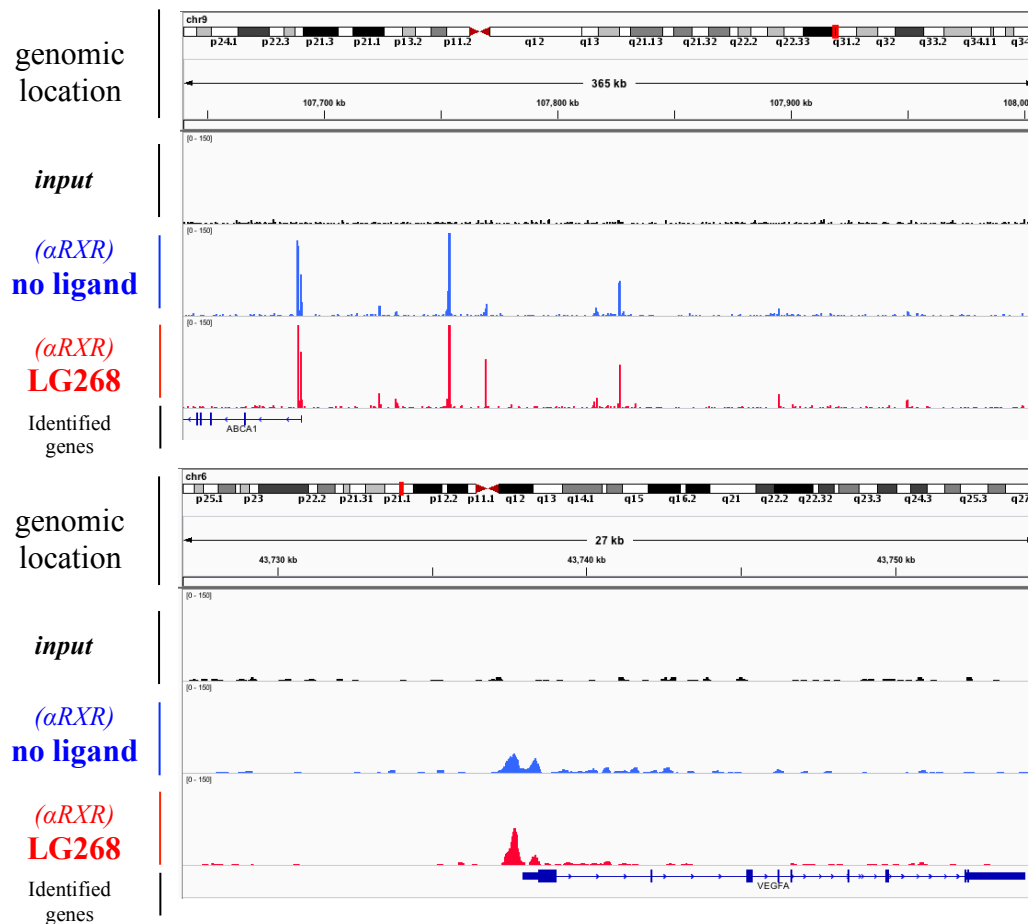 chr9
p24.1 p22.3 p21.3 p21.1 p13.2 p11.2 q12 q13 q21.13 q21.32 q22.2 q22.33 q31.2 q32 q33.2 q34.11 q34
genomic
location
365 kb
107,700 kb 107,800 kb 107,900 kb 108,00
[0 - 150]
input
[0 - 150]
(αRXR)
no ligand
[0 - 150]
(αRXR)
LG268
Identified
genes
ABCA1
chr6
p25.1 p23 p22.2 p21.31 p21.1 p12.2 p11.1 q12 q13 q14.1 q15 q16.2 q21 q22.2 q22.32 q23.3 q24.3 q25.3 q27
genomic
location
27 kb
43,730 kb 43,740 kb 43,750 kb
[0 - 150]
input
[0 - 150]
(αRXR)
no ligand
[0 - 150]
(αRXR)
LG268
Identified
genes
VEGFA